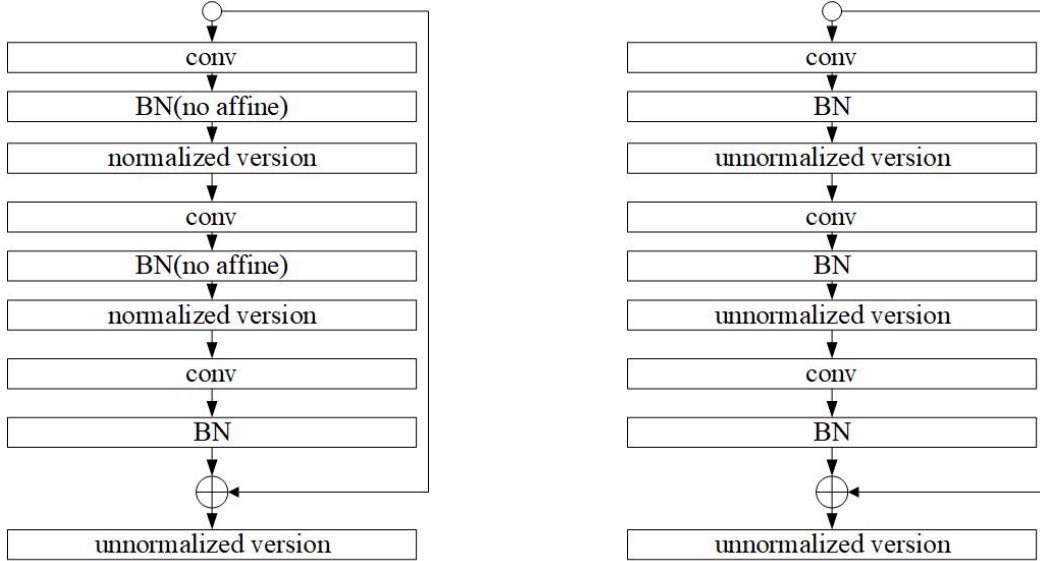 conv
BN(no affine)
normalized version
conv
BN(no affine)
normalized version
conv
BN
unnormalized version
conv
BN
unnormalized version
conv
BN
unnormalized version
conv
BN
unnormalized version